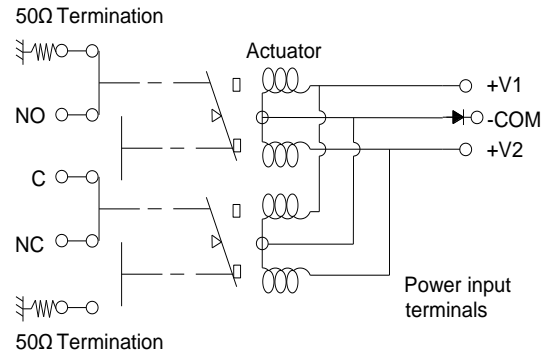 50Ω Termination
Actuator
+V1
NO
-COM
+V2
C
NC
Power input
terminals
50Ω Termination